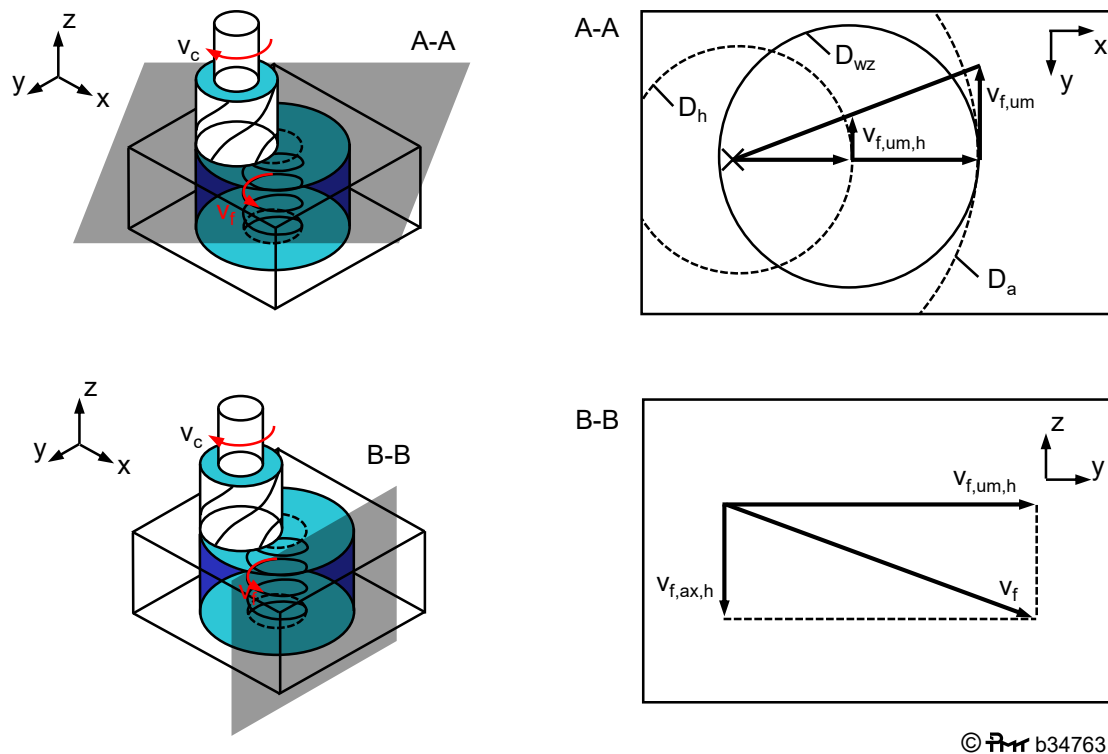 z
y
x
v_c
A-A
v_f
A-A
D_wz
D_h
v_f,um,h
v_f,um
D_a
x
y
z
y
x
v_c
B-B
v_f
B-B
z
y
v_f,um,h
v_f,ax,h
v_f
© b34763